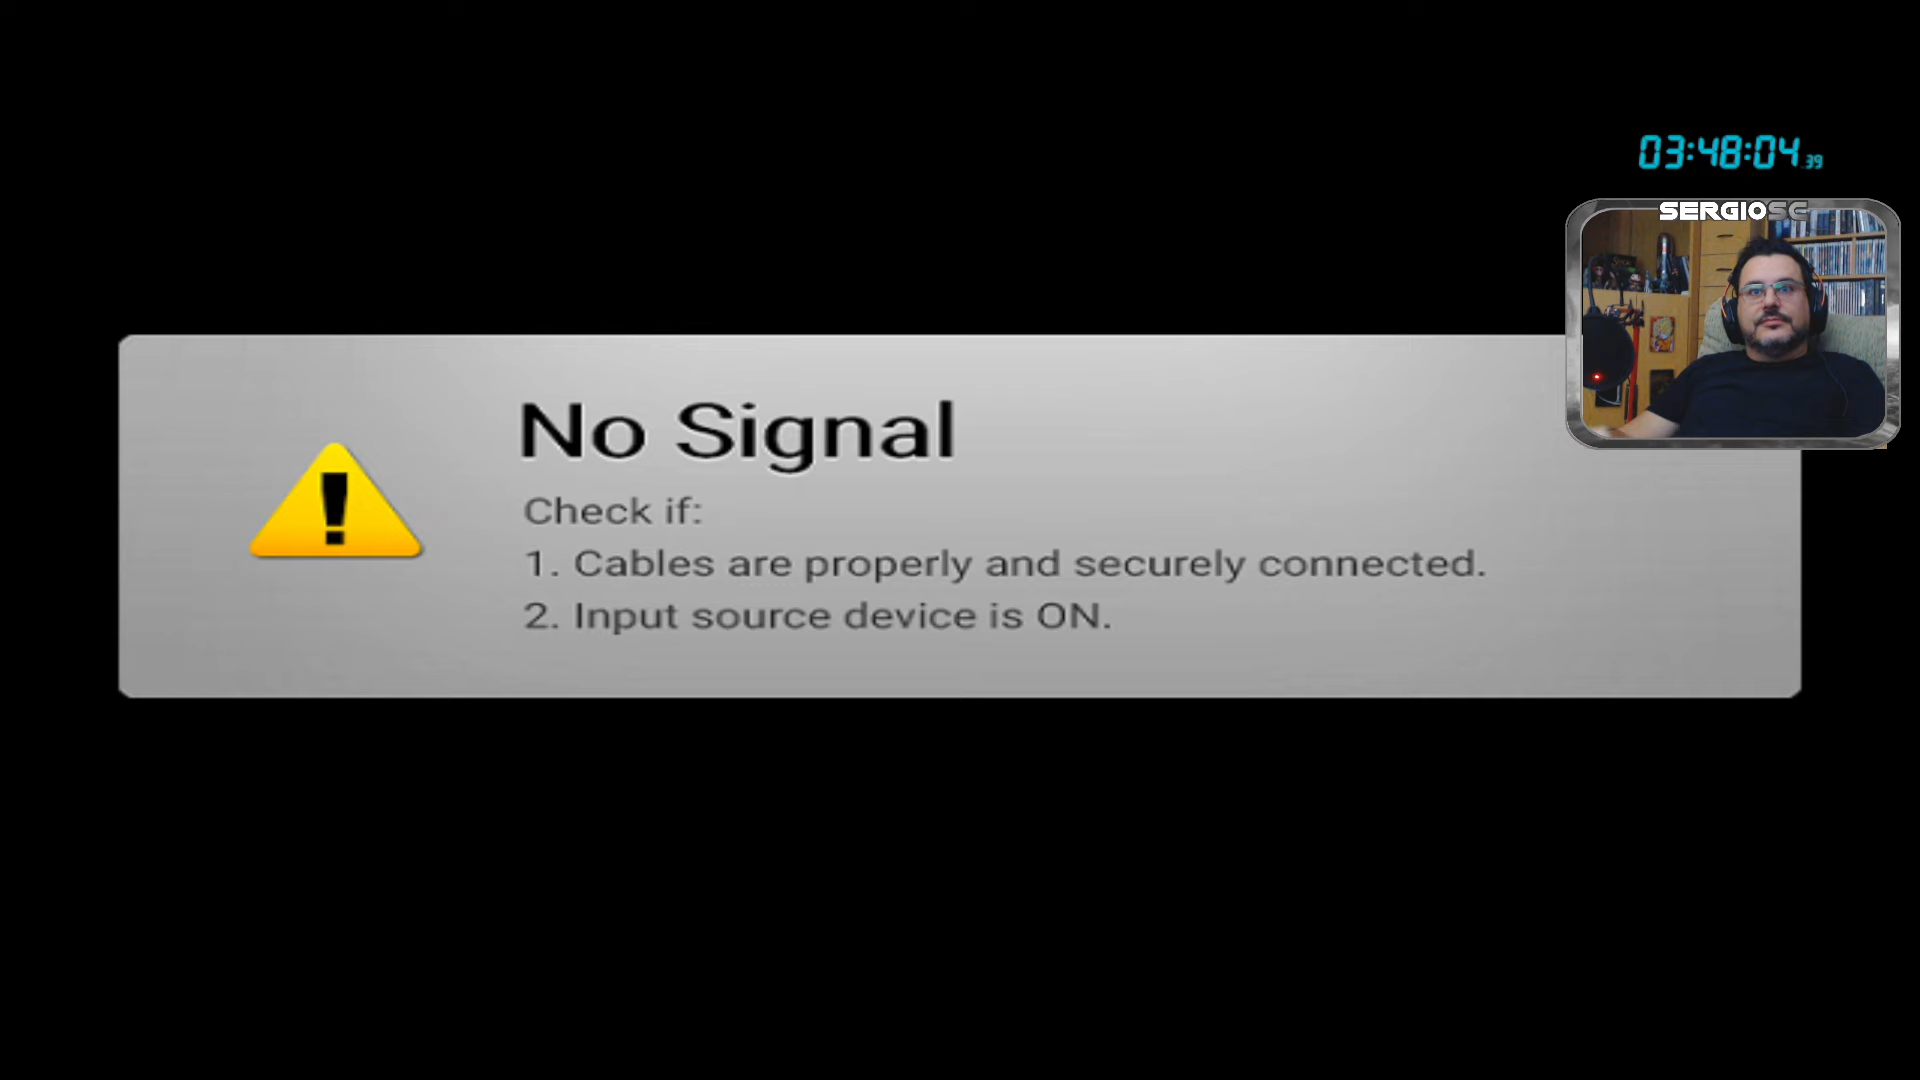 03:48:04.39
SERGIOSC
No Signal
Check if:
1. Cables are properly and securely connected.
2. Input source device is ON.